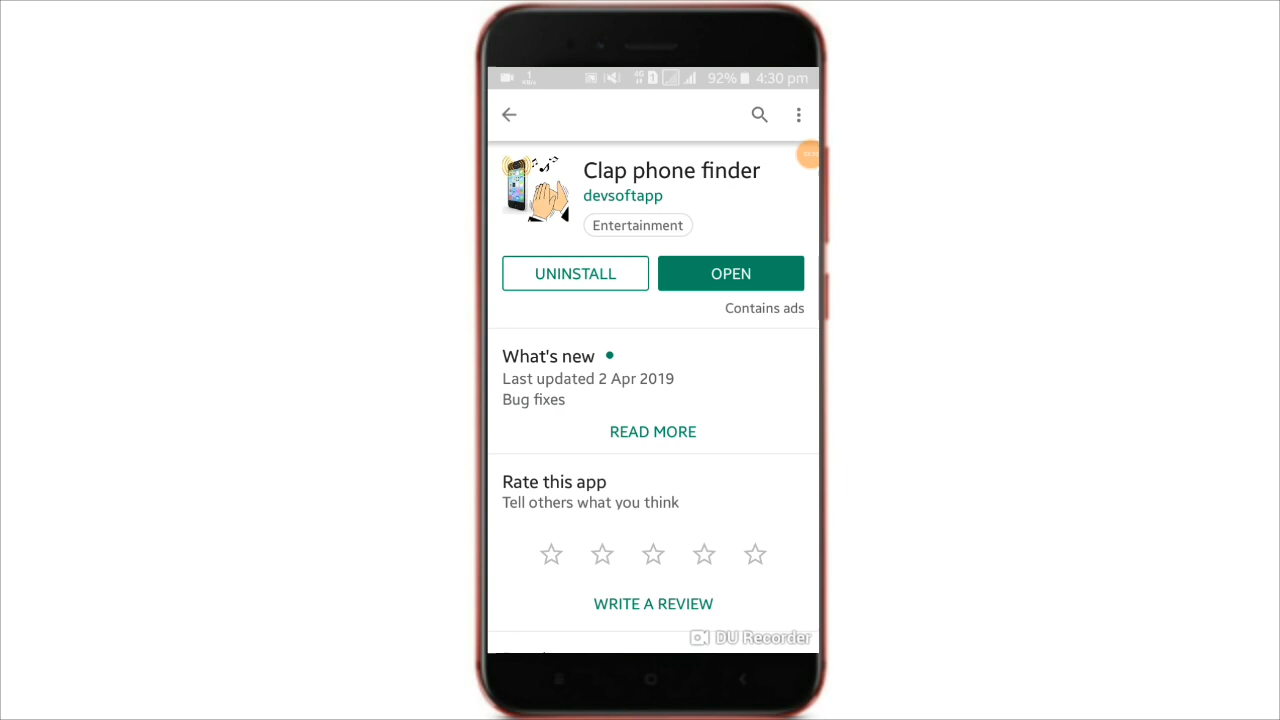 92% 4:30 pm
Clap phone finder
devsoftapp
Entertainment
UNINSTALL OPEN
Contains ads
What's new
Last updated 2 Apr 2019
Bug fixes
READ MORE
Rate this app
Tell others what you think
WRITE A REVIEW
DU Recorder